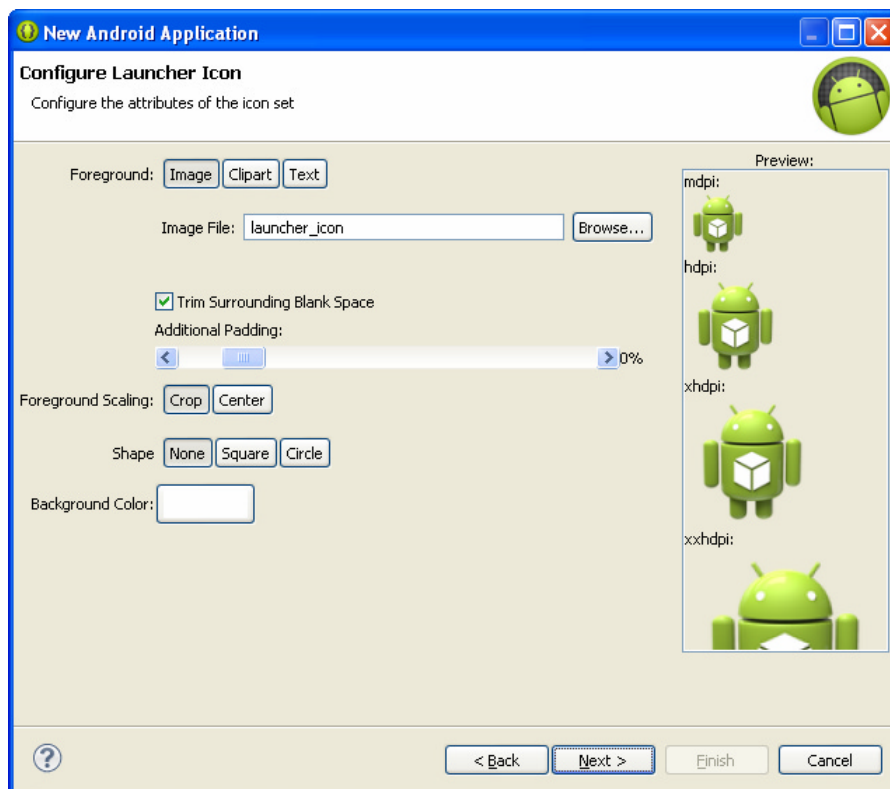 New Android Application
Configure Launcher Icon
Configure the attributes of the icon set
Foreground: Image Clipart Text
Image File: launcher_icon Browse...
Trim Surrounding Blank Space
Additional Padding:
0%
Foreground Scaling: Crop Center
Shape None Square Circle
Background Color:
Preview:
mdpi:
hdpi:
xhdpi:
xxhdpi:
? < Back Next > Finish Cancel